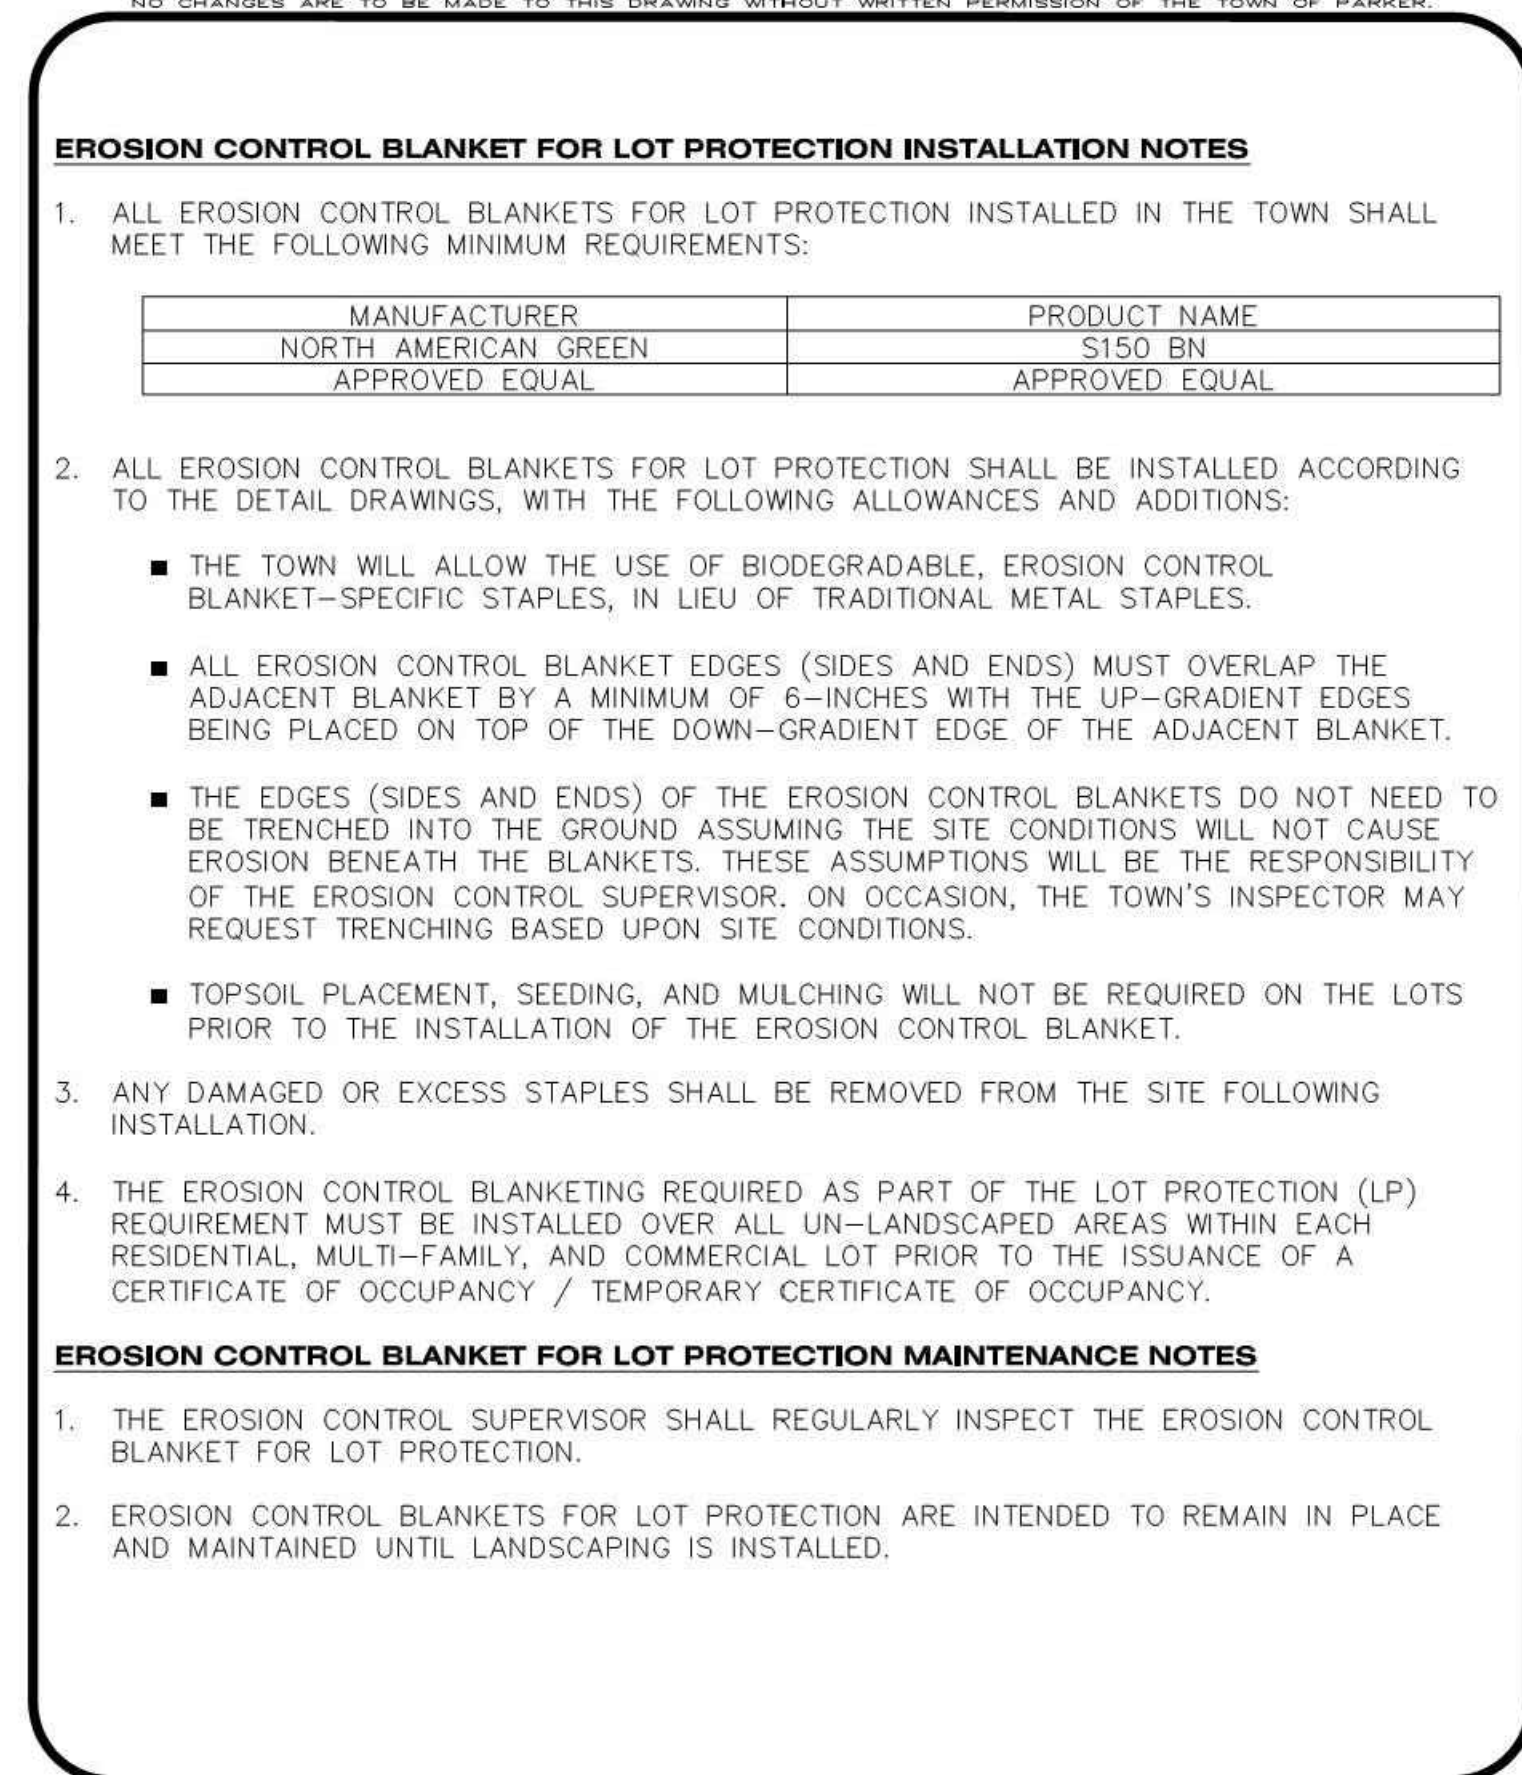 NO CHANGES ARE TO BE MADE TO THIS DRAWING WITHOUT WRITTEN PERMISSION OF THE TOWN OF PARKER.
EROSION CONTROL BLANKET FOR LOT PROTECTION INSTALLATION NOTES
1. ALL EROSION CONTROL BLANKETS FOR LOT PROTECTION INSTALLED IN THE TOWN SHALL
MEET THE FOLLOWING MINIMUM REQUIREMENTS:
MANUFACTURER PRODUCT NAME
NORTH AMERICAN GREEN S150 BN
APPROVED EQUAL APPROVED EQUAL
2. ALL EROSION CONTROL BLANKETS FOR LOT PROTECTION SHALL BE INSTALLED ACCORDING
TO THE DETAIL DRAWINGS, WITH THE FOLLOWING ALLOWANCES AND ADDITIONS:
■ THE TOWN WILL ALLOW THE USE OF BIODEGRADABLE, EROSION CONTROL
BLANKET-SPECIFIC STAPLES, IN LIEU OF TRADITIONAL METAL STAPLES.
■ ALL EROSION CONTROL BLANKET EDGES (SIDES AND ENDS) MUST OVERLAP THE
ADJACENT BLANKET BY A MINIMUM OF 6-INCHES WITH THE UP-GRADIENT EDGES
BEING PLACED ON TOP OF THE DOWN-GRADIENT EDGE OF THE ADJACENT BLANKET.
■ THE EDGES (SIDES AND ENDS) OF THE EROSION CONTROL BLANKETS DO NOT NEED TO
BE TRENCHED INTO THE GROUND ASSUMING THE SITE CONDITIONS WILL NOT CAUSE
EROSION BENEATH THE BLANKETS. THESE ASSUMPTIONS WILL BE THE RESPONSIBILITY
OF THE EROSION CONTROL SUPERVISOR. ON OCCASION, THE TOWN'S INSPECTOR MAY
REQUEST TRENCHING BASED UPON SITE CONDITIONS.
■ TOPSOIL PLACEMENT, SEEDING, AND MULCHING WILL NOT BE REQUIRED ON THE LOTS
PRIOR TO THE INSTALLATION OF THE EROSION CONTROL BLANKET.
3. ANY DAMAGED OR EXCESS STAPLES SHALL BE REMOVED FROM THE SITE FOLLOWING
INSTALLATION.
4. THE EROSION CONTROL BLANKETING REQUIRED AS PART OF THE LOT PROTECTION (LP)
REQUIREMENT MUST BE INSTALLED OVER ALL UN-LANDSCAPED AREAS WITHIN EACH
RESIDENTIAL, MULTI-FAMILY, AND COMMERCIAL LOT PRIOR TO THE ISSUANCE OF A
CERTIFICATE OF OCCUPANCY / TEMPORARY CERTIFICATE OF OCCUPANCY.
EROSION CONTROL BLANKET FOR LOT PROTECTION MAINTENANCE NOTES
1. THE EROSION CONTROL SUPERVISOR SHALL REGULARLY INSPECT THE EROSION CONTROL
BLANKET FOR LOT PROTECTION.
2. EROSION CONTROL BLANKETS FOR LOT PROTECTION ARE INTENDED TO REMAIN IN PLACE
AND MAINTAINED UNTIL LANDSCAPING IS INSTALLED.